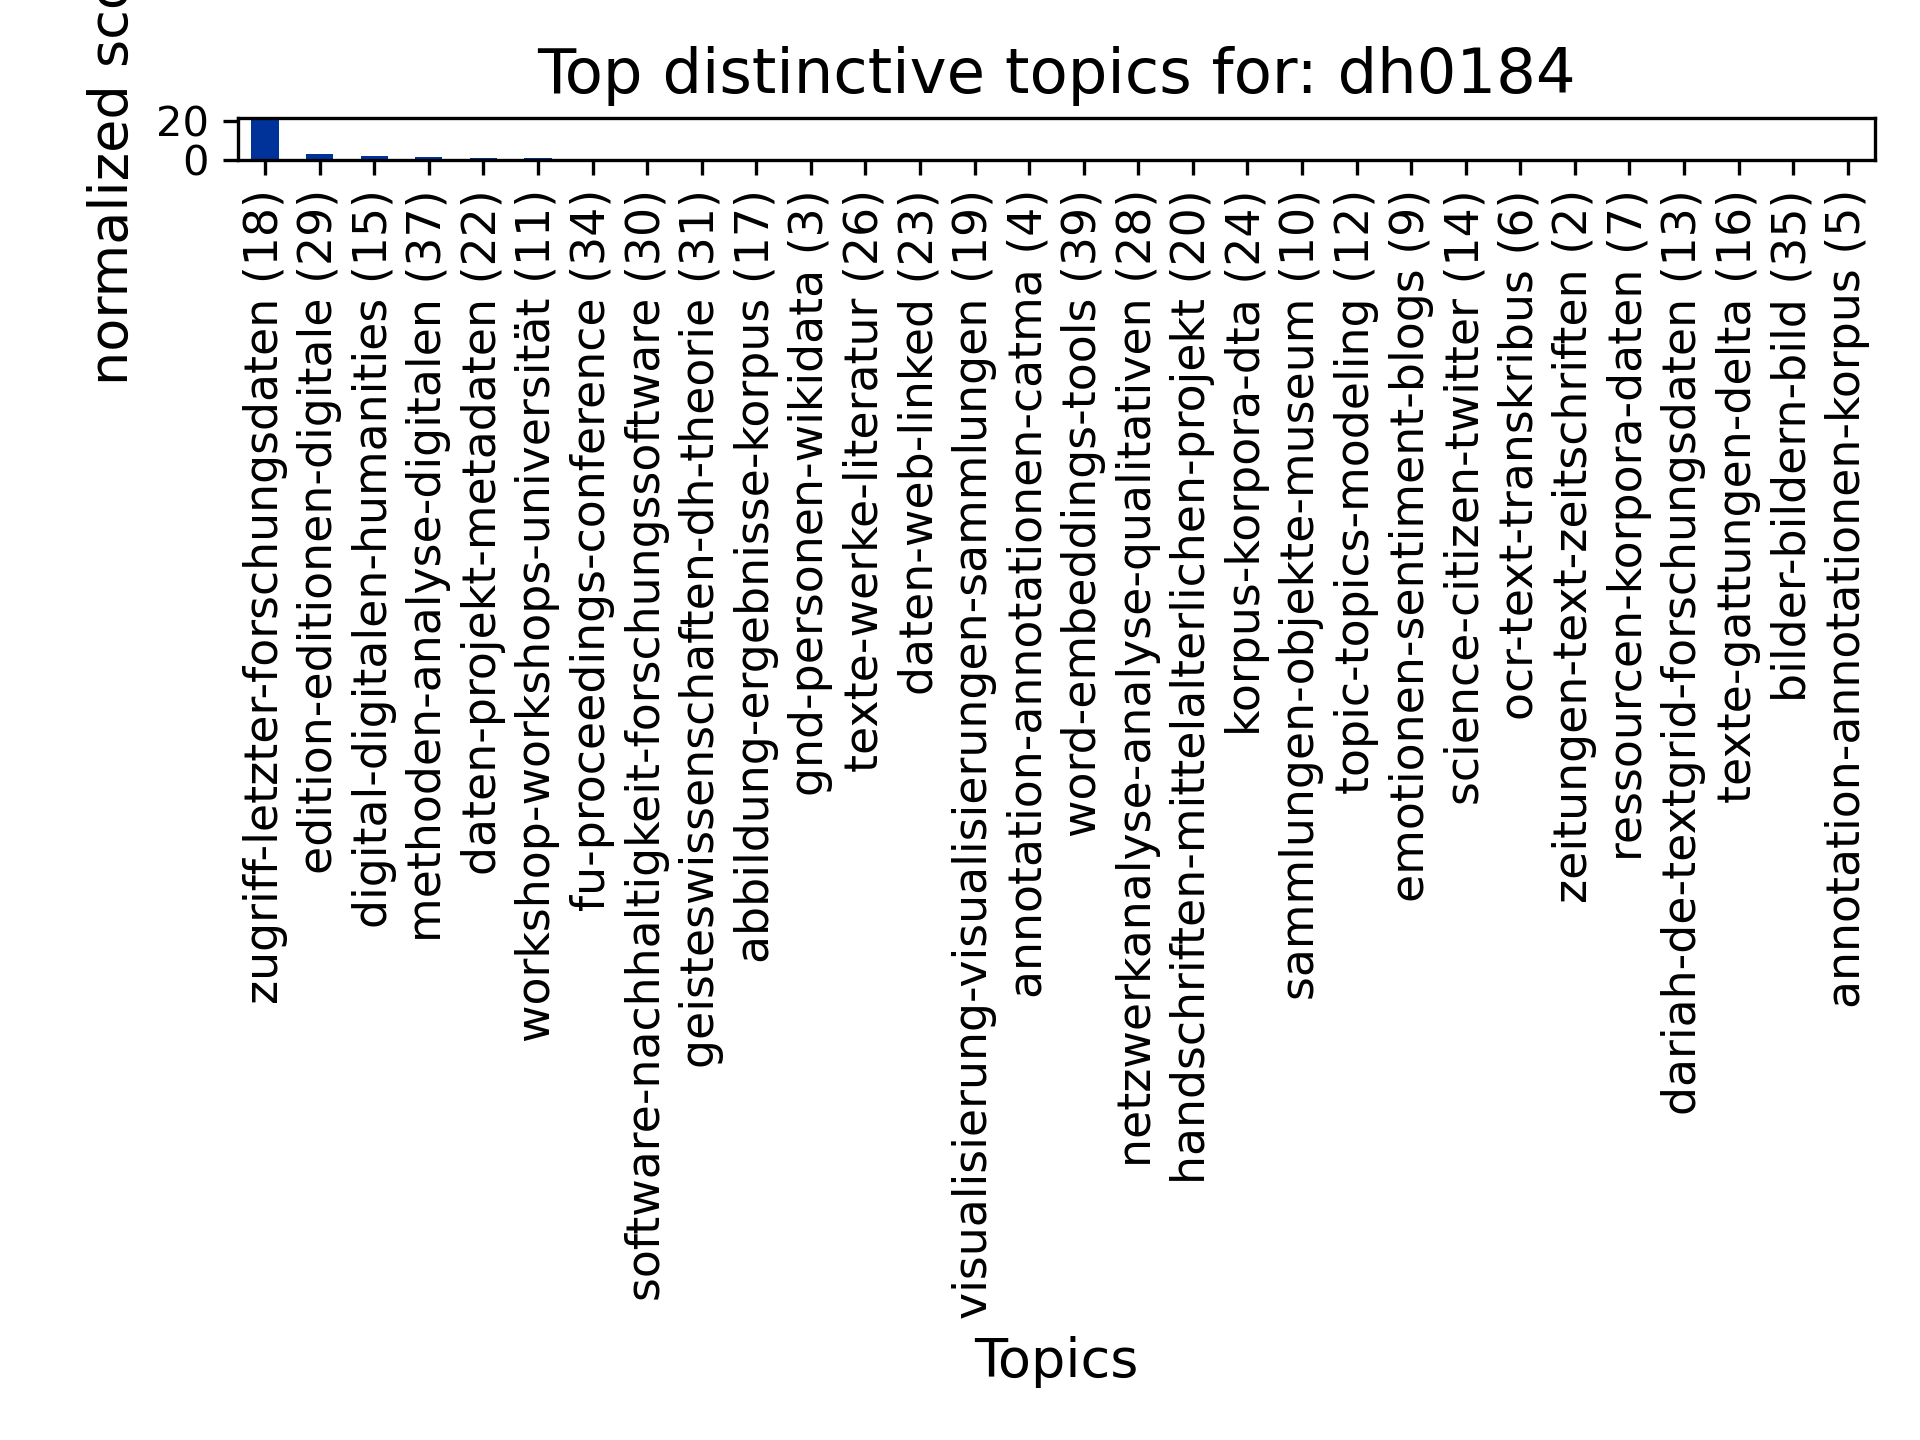 Top distinctive topics for: dh0184
normalized
20
0
zugriff-letzter-forschungsdaten (18)
edition-editionen-digitale (29)
digital-digitalen-humanities (15)
methoden-analyse-digitalen (37)
daten-projekt-metadaten (22)
workshop-workshops-universität (11)
fu-proceedings-conference (34)
software-nachhaltigkeit-forschungssoftware (30)
geisteswissenschaften-dh-theorie (31)
abbildung-ergebnisse-korpus (17)
gnd-personen-wikidata (3)
texte-werke-literatur (26)
daten-web-linked (23)
visualisierung-visualisierungen-sammlungen (19)
annotation-annotationen-catma (4)
word-embeddings-tools (39)
netzwerkanalyse-analyse-qualitativen (28)
handschriften-mittelalterlichen-projekt (20)
korpus-korpora-dta (24)
sammlungen-objekte-museum (10)
topic-topics-modeling (12)
emotionen-sentiment-blogs (9)
science-citizen-twitter (14)
ocr-text-transkribus (6)
zeitungen-text-zeitschriften (2)
ressourcen-korpora-daten (7)
dariah-de-textgrid-forschungsdaten (13)
texte-gattungen-delta (16)
bilder-bildern-bild (35)
annotation-annotationen-korpus (5)
Topics